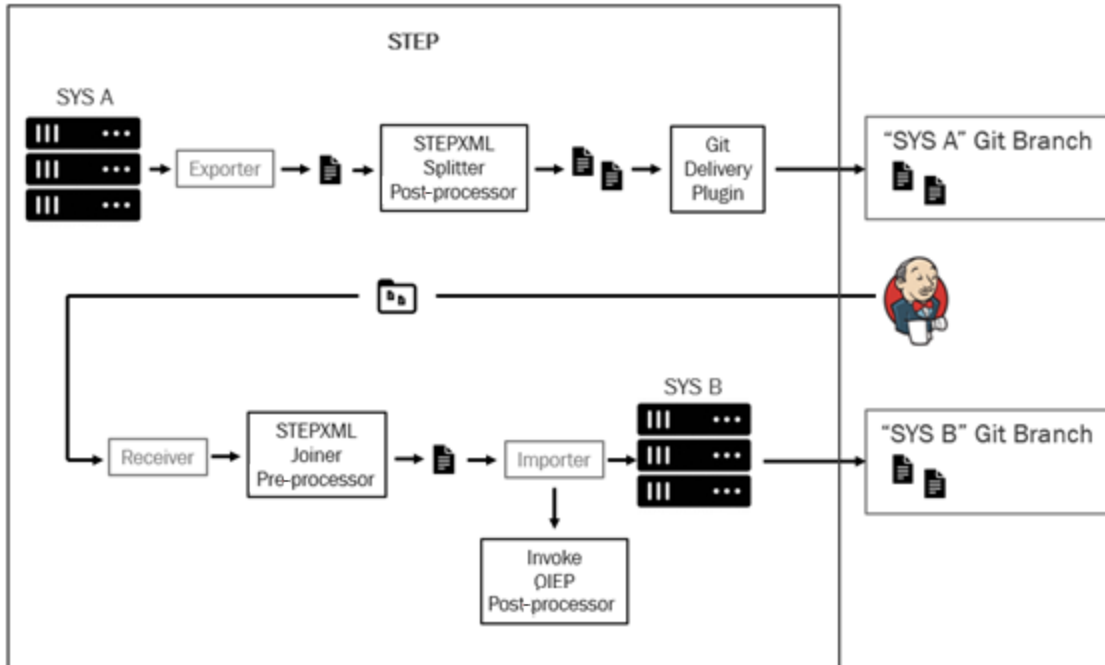 STEP
SYS A
Exporter
STEPXML
Splitter
Post-processor
Git
Delivery
Plugin
"SYS A" Git Branch
Receiver
STEPXML
Joiner
Pre-processor
Importer
SYS B
"SYS B" Git Branch
Invoke
OIEP
Post-processor